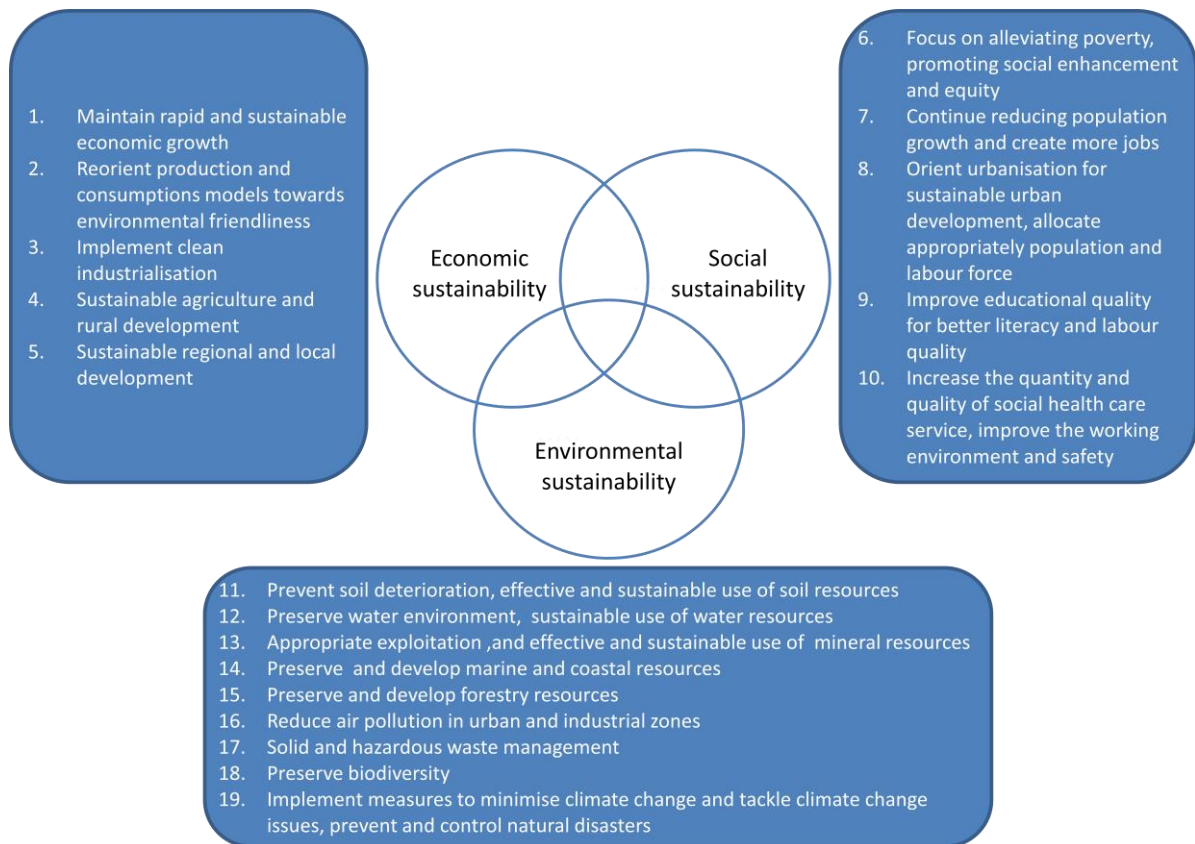 1. Maintain rapid and sustainable
economic growth
2. Reorient production and
consumptions models towards
environmental friendliness
3. Implement clean
industrialisation
4. Sustainable agriculture and
rural development
5. Sustainable regional and local
development
Economic
sustainability
Social
sustainability
Environmental
sustainability
6. Focus on alleviating poverty,
promoting social enhancement
and equity
7. Continue reducing population
growth and create more jobs
8. Orient urbanisation for
sustainable urban
development, allocate
appropriately population and
labour force
9. Improve educational quality
for better literacy and labour
quality
10. Increase the quantity and
quality of social health care
service, improve the working
environment and safety
11. Prevent soil deterioration, effective and sustainable use of soil resources
12. Preserve water environment, sustainable use of water resources
13. Appropriate exploitation ,and effective and sustainable use of mineral resources
14. Preserve and develop marine and coastal resources
15. Preserve and develop forestry resources
16. Reduce air pollution in urban and industrial zones
17. Solid and hazardous waste management
18. Preserve biodiversity
19. Implement measures to minimise climate change and tackle climate change
issues, prevent and control natural disasters